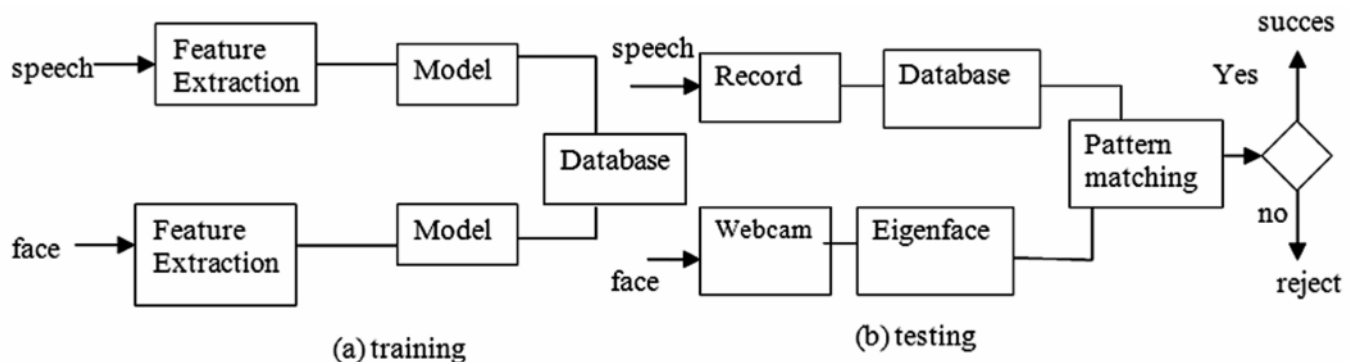 speech
Feature
Extraction
Model
Database
face
Feature
Extraction
Model
(a) training
speech
Record
Database
face
Webcam
Eigenface
Pattern
matching
Yes
succes
no
reject
(b) testing